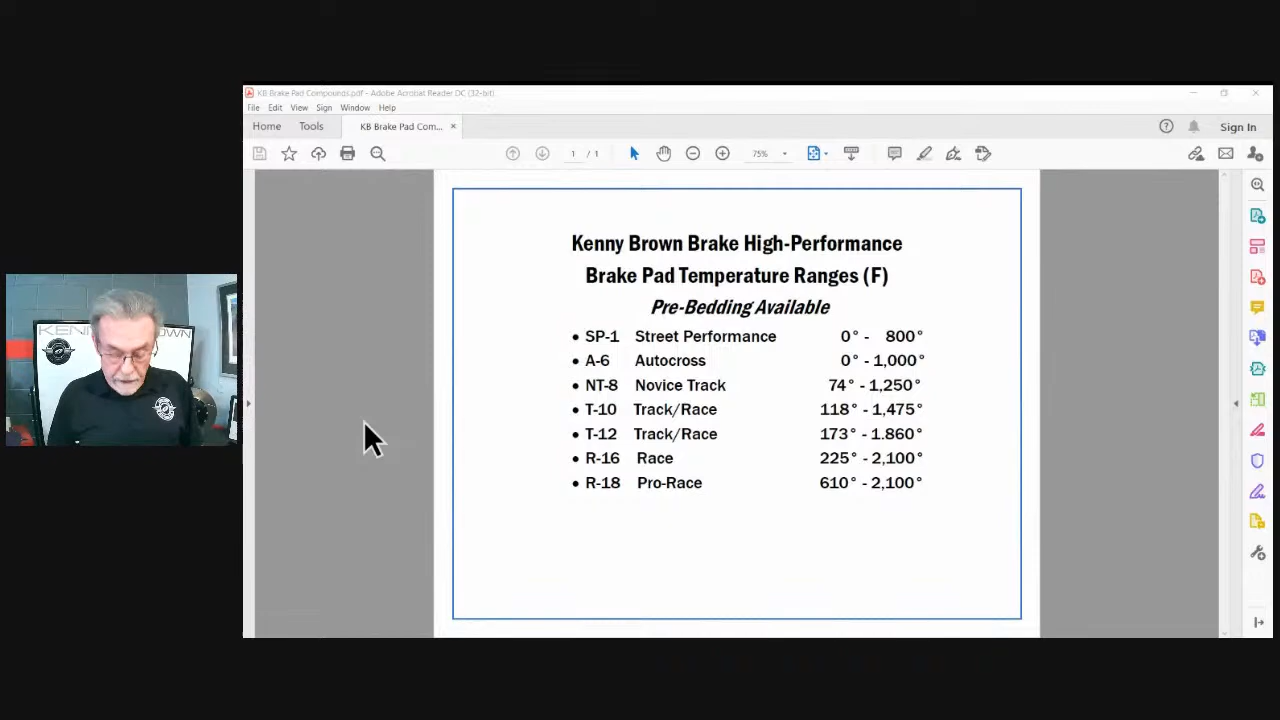 KB Brake Pad Compounds.pdf - Adobe Acrobat Reader DC (32-bit)
File Edit View Sign Window Help
Home Tools KB Brake Pad Com... × Sign In
1 / 1 75%
Kenny Brown Brake High-Performance
Brake Pad Temperature Ranges (F)
Pre-Bedding Available
• SP-1 Street Performance 0° - 800°
• A-6 Autocross 0° - 1,000°
• NT-8 Novice Track 74° - 1,250°
• T-10 Track/Race 118° - 1,475°
• T-12 Track/Race 173° - 1.860°
• R-16 Race 225° - 2,100°
• R-18 Pro-Race 610° - 2,100°